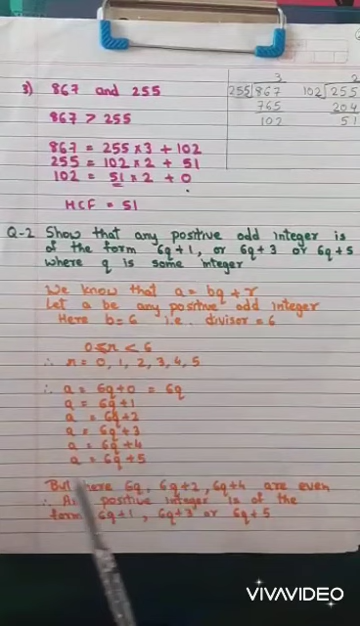 3) 867 and 255
867 > 255
867 = 255 × 3 + 102
255 = 102 × 2 + 51
102 = 51 × 2 + 0
HCF = 51
3
255)867
765
102
2
102)255
204
51
Q-2 Show that any positive odd integer is
of the form 6q+1, or 6q+3 or 6q+5
where q is some integer
We know that a = bq + r
Let a be any positive odd integer
Here b = 6 i.e. divisor = 6
0 ≤ r < 6
∴ r = 0, 1, 2, 3, 4, 5
∴ a = 6q+0 = 6q
a = 6q+1
a = 6q+2
a = 6q+3
a = 6q+4
a = 6q+5
But here 6q, 6q+2, 6q+4 are even
∴ positive integer is of the
form 6q+1, 6q+3 or 6q+5
VIVAVIDEO